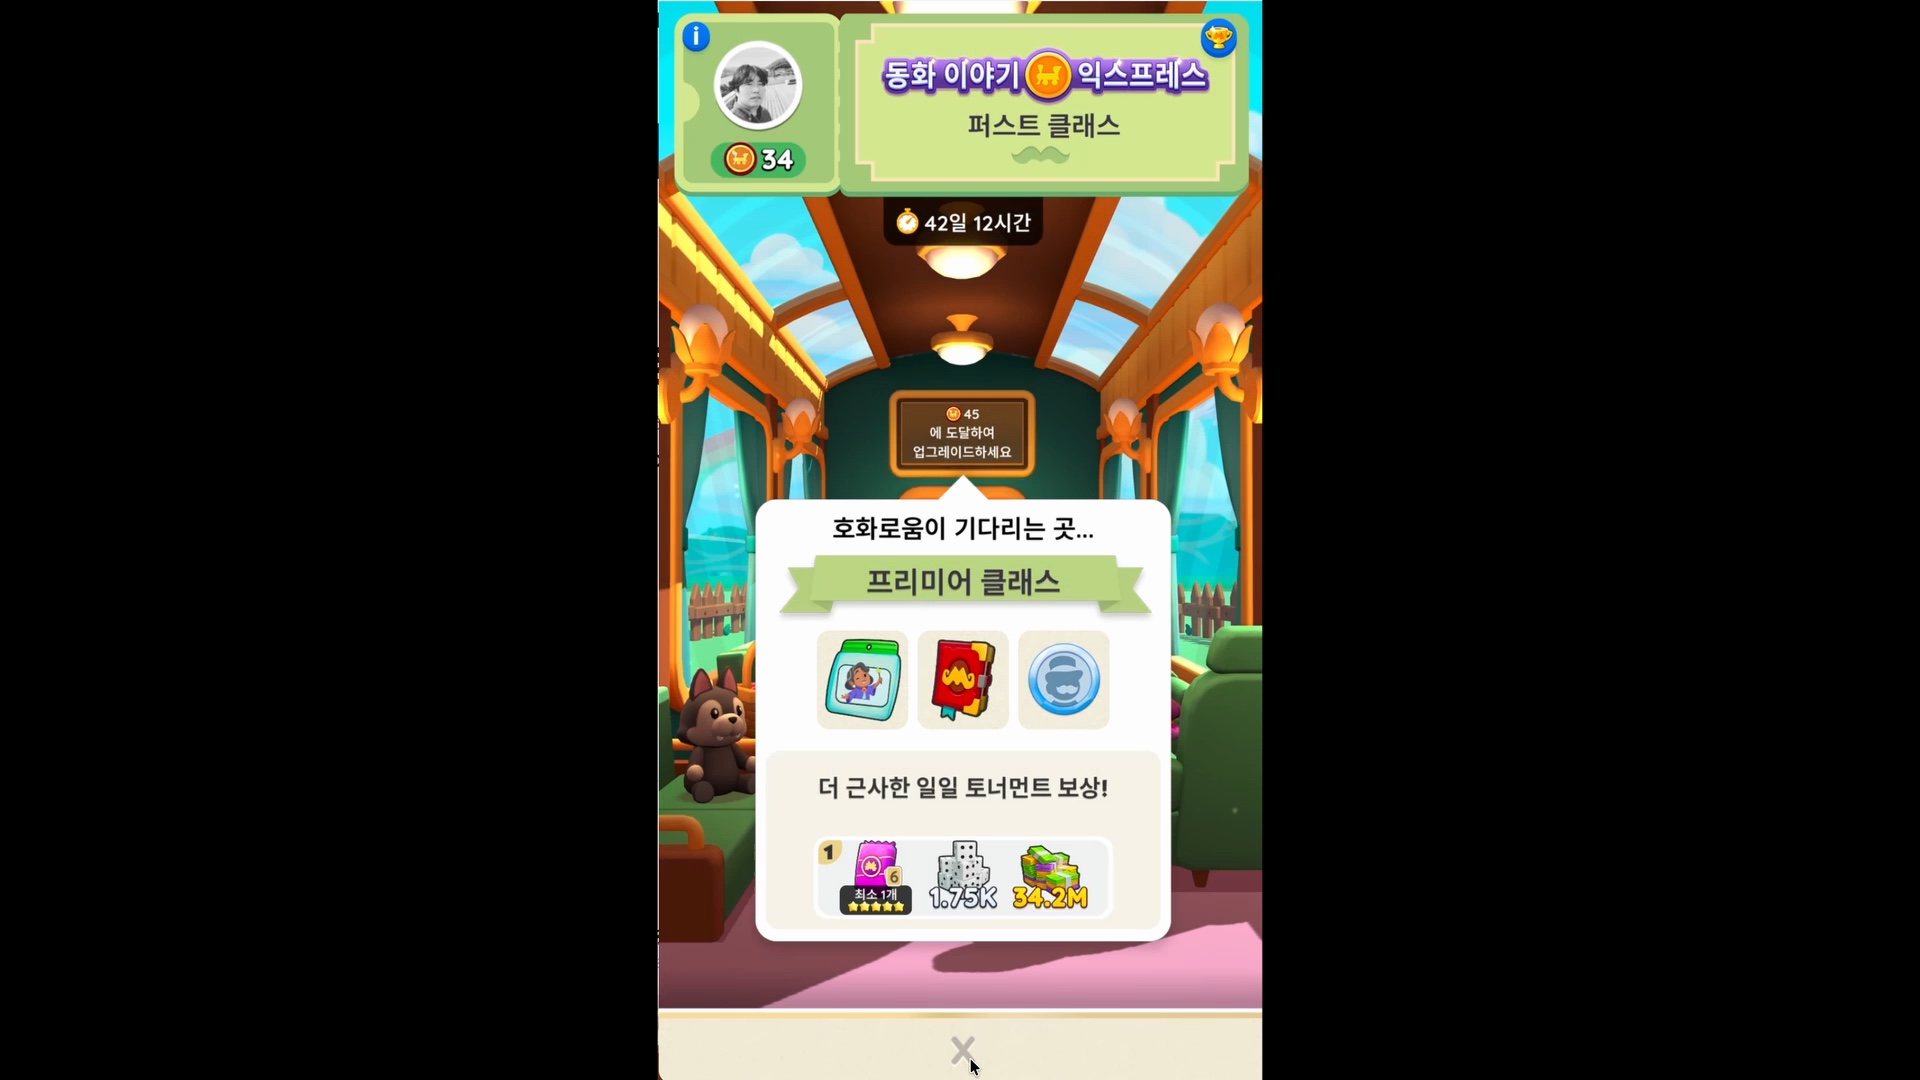 동화 이야기 익스프레스
퍼스트 클래스
34
42일 12시간
45
에 도달하여
업그레이드하세요
호화로움이 기다리는 곳...
프리미어 클래스
더 근사한 일일 토너먼트 보상!
1
6
최소 1개
1.75K
34.2M